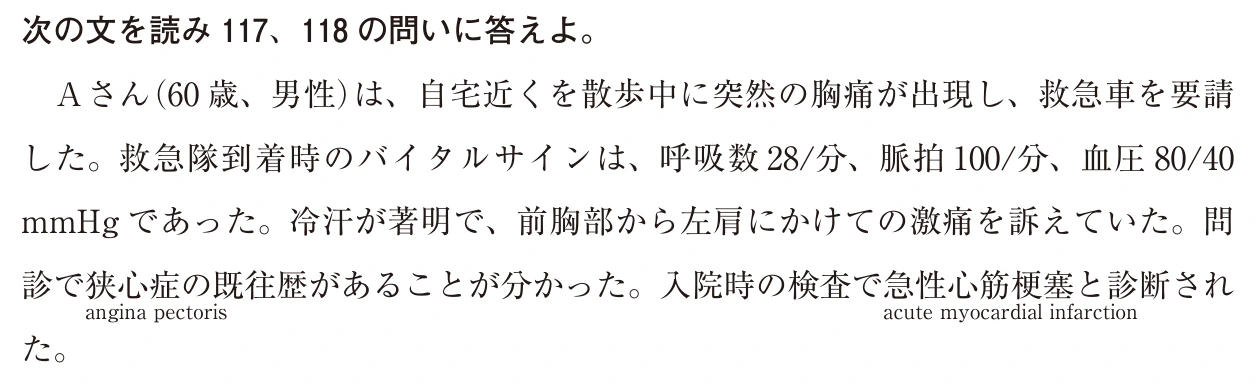 次の文を読み 117、118 の問いに答えよ。
Aさん(60 歳、男性)は、自宅近くを散歩中に突然の胸痛が出現し、救急車を要請
した。救急隊到着時のバイタルサインは、呼吸数 28/分、脈拍 100/分、血圧 80/40
mmHg であった。冷汗が著明で、前胸部から左肩にかけての激痛を訴えていた。問
診で狭心症の既往歴があることが分かった。入院時の検査で急性心筋梗塞と診断され
angina pectoris acute myocardial infarction
た。